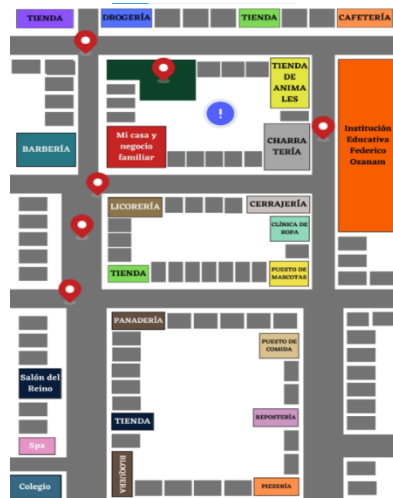 TIENDA
DROGERÍA
TIENDA
CAFETERÍA
TIENDA
DE
ANIMA
LES
!
Mi casa y
negocio
familiar
CHARRA
TERÍA
Institución
Educativa
Federico
Ozanam
BARBERÍA
LICORERÍA
CERRAJERÍA
CLÍNICA DE
ROPA
TIENDA
PUESTO DE
MASCOTAS
PANADERÍA
PUESTO DE
COMIDA
Salón del
Reino
TIENDA
REPOSTERÍA
Spa
BLOQUERA
Colegio
PIZZERÍA